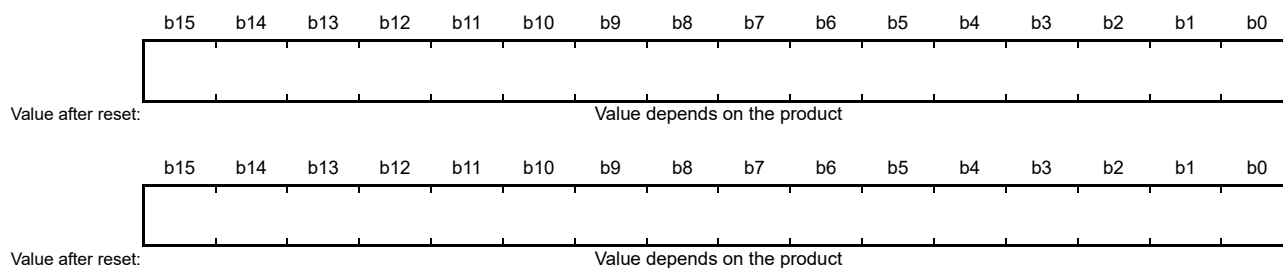 b15 b14 b13 b12 b11 b10 b9 b8 b7 b6 b5 b4 b3 b2 b1 b0
Value after reset: Value depends on the product
b15 b14 b13 b12 b11 b10 b9 b8 b7 b6 b5 b4 b3 b2 b1 b0
Value after reset: Value depends on the product